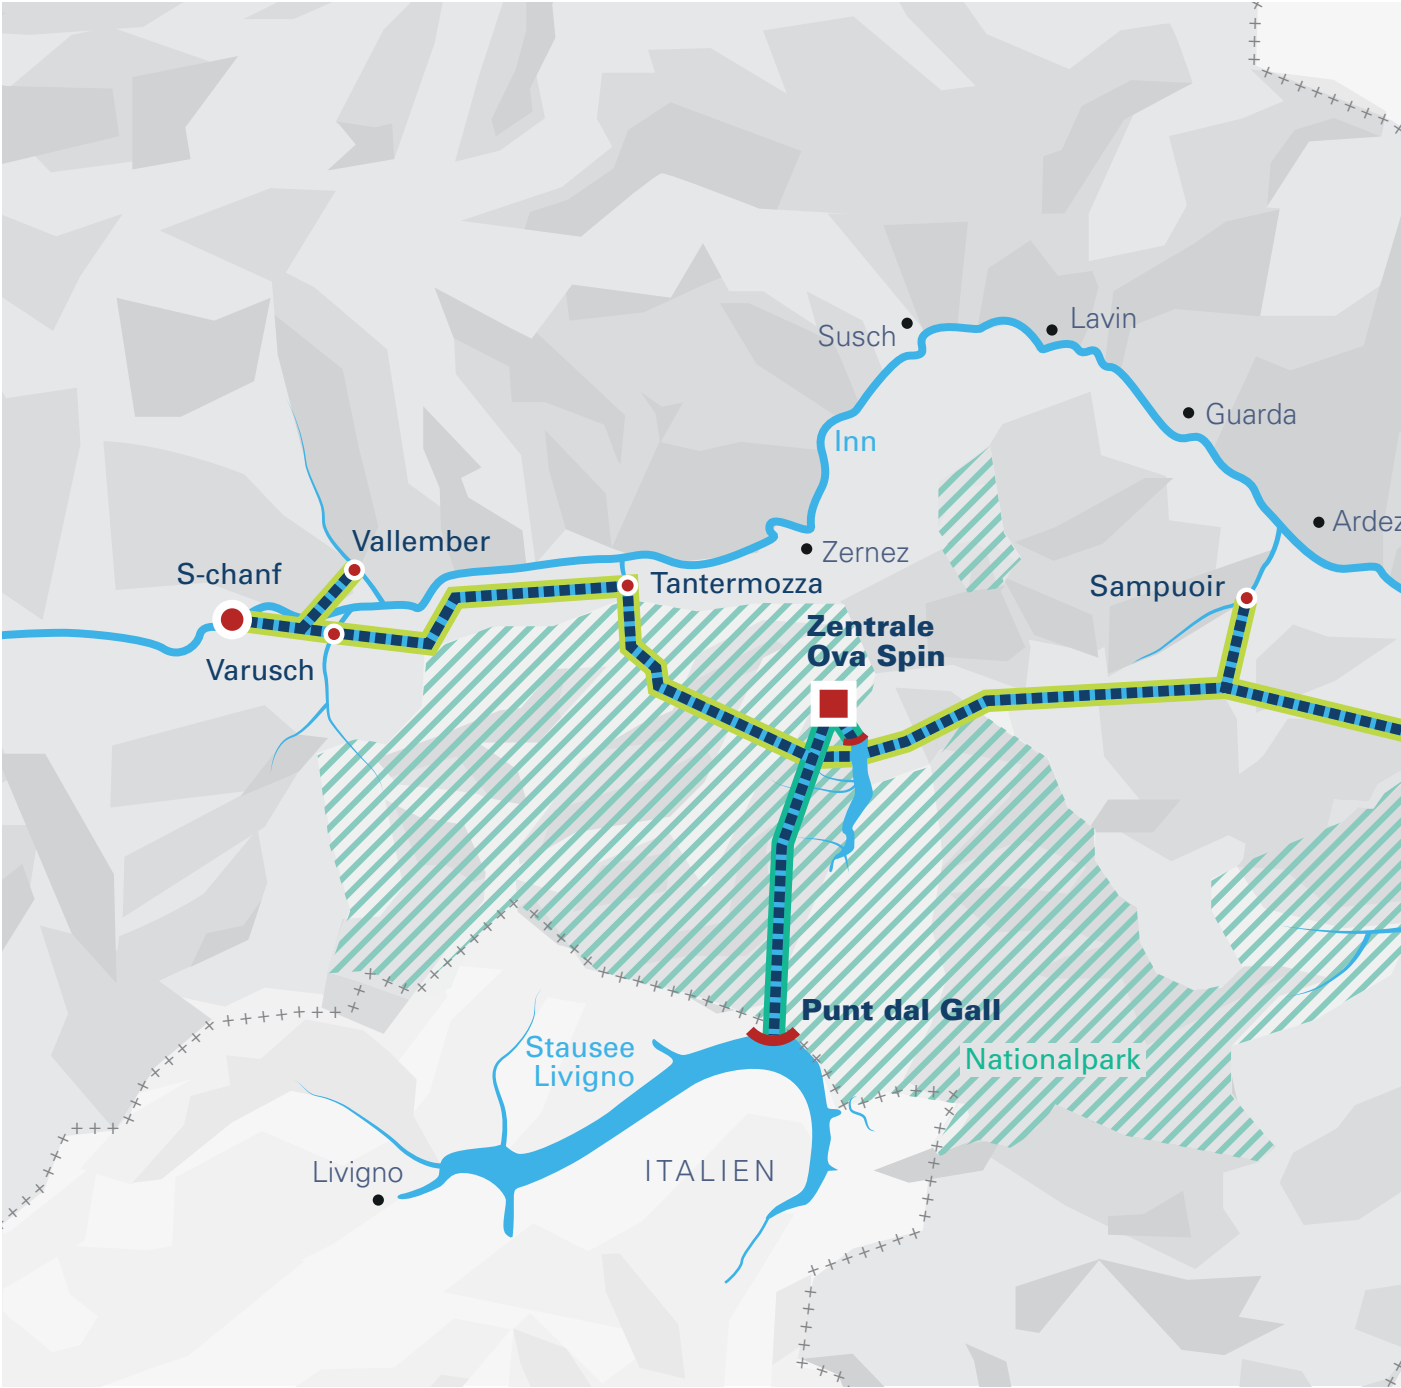 Lavin
Susch
Guarda
Inn
Ardez
Vallember
Zernez
S-chanf
Tantermozza
Sampuoir
Zentrale
Ova Spin
Varusch
Punt dal Gall
Stausee
Livigno
Nationalpark
Livigno
ITALIEN